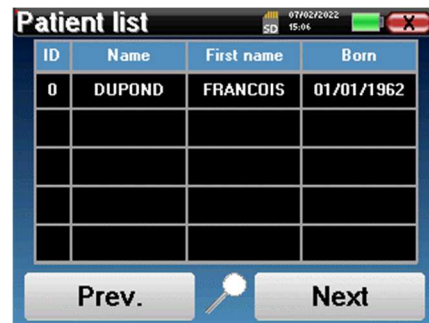 Patient list SD 07/02/2022 15:06 X
ID Name First name Born
0 DUPOND FRANCOIS 01/01/1962
Prev. Next